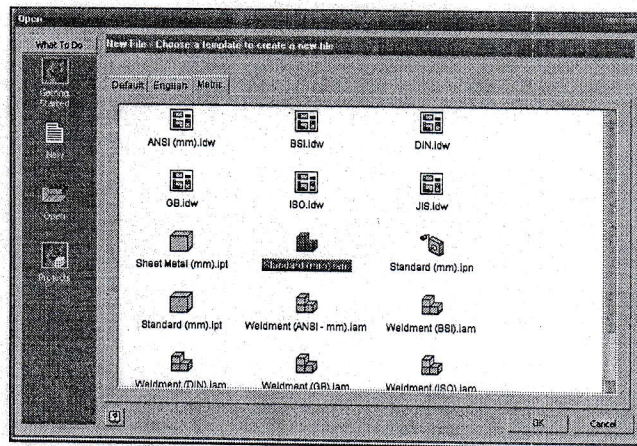 Open
What To Do
New File - Choose a template to create a new file
Getting Started
New
Open
Projects
Default
English
Metric
ANSI (mm).idw
BSI.idw
DIN.idw
GB.idw
ISO.idw
JIS.idw
Sheet Metal (mm).ipt
Standard (mm).iam
Standard (mm).ipn
Standard (mm).ipt
Weldment (ANSI - mm).iam
Weldment (BSI).iam
Weldment (DIN).iam
Weldment (GB).iam
Weldment (ISO).iam
OK
Cancel